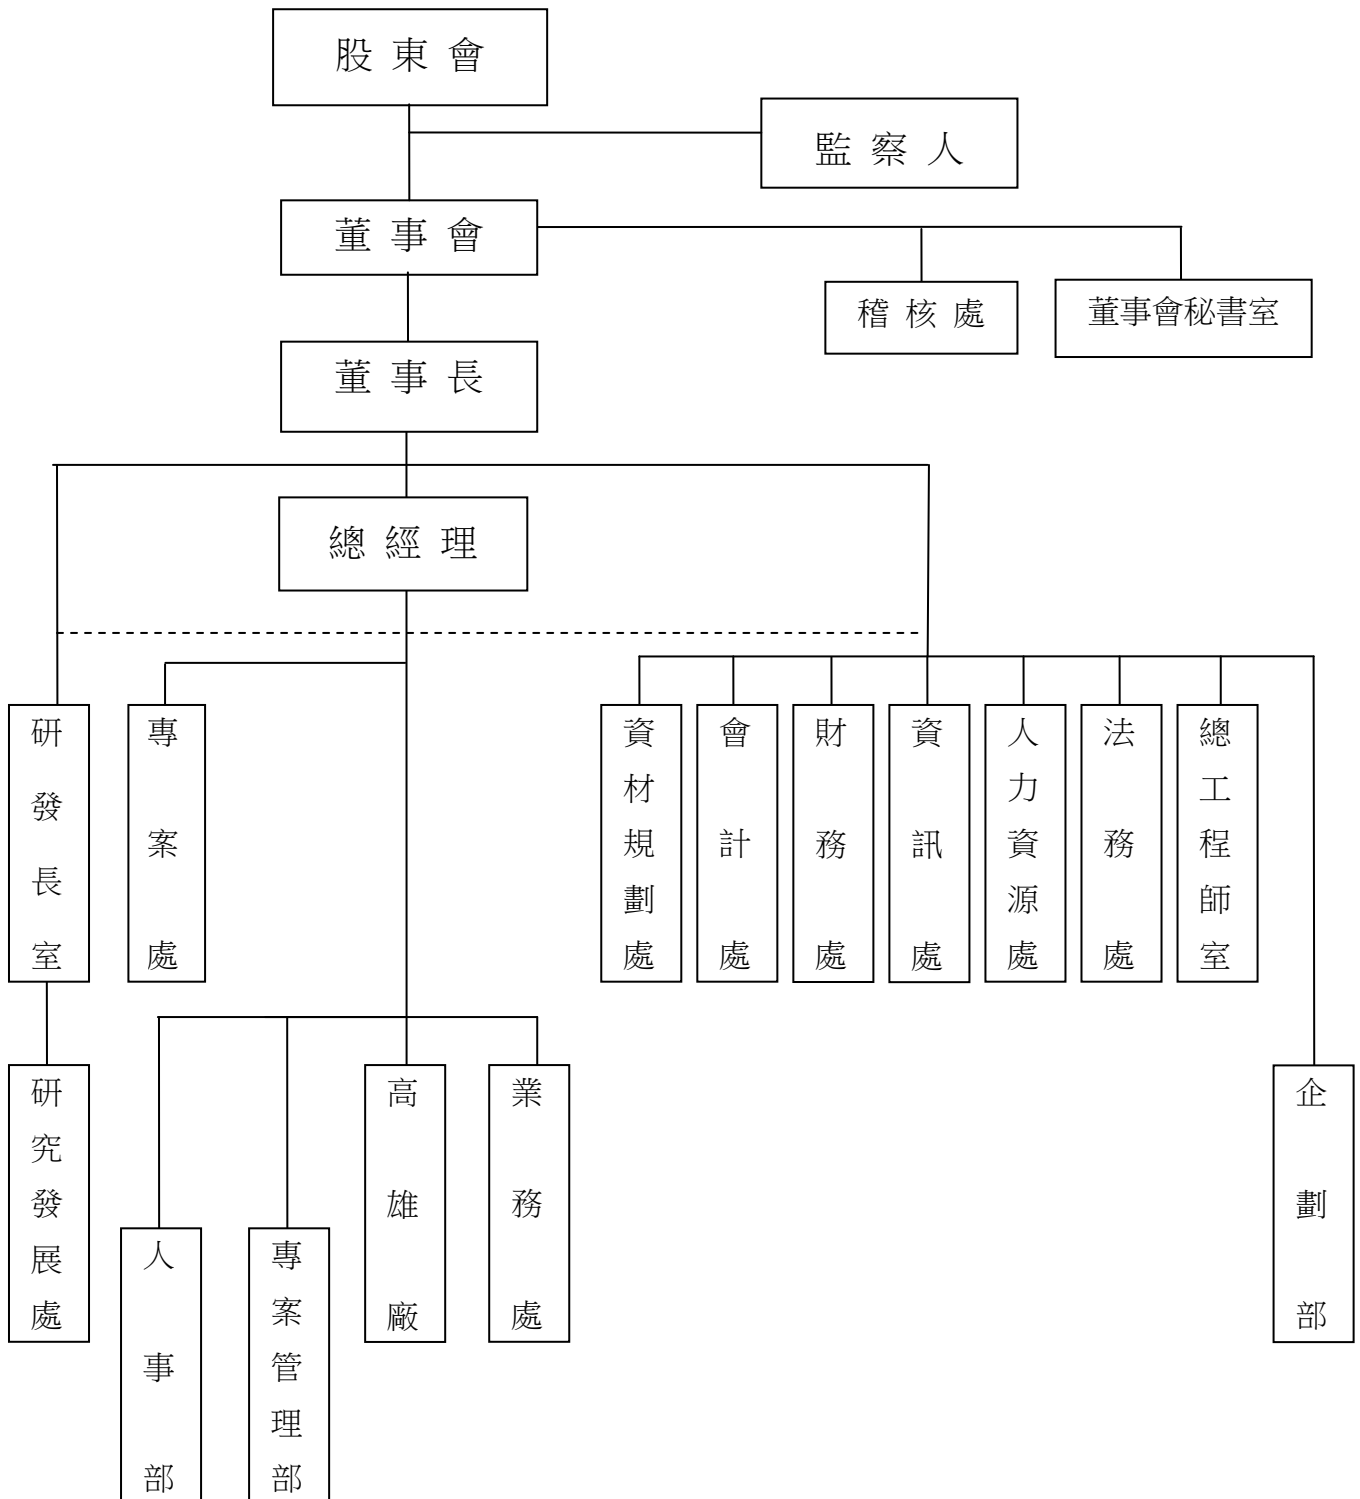 股東會
監察人
董事會
稽核處
董事會秘書室
董事長
總經理
研發長室
專案處
資材規劃處
會計處
財務處
資訊處
人力資源處
法務處
總工程師室
研究發展處
人事部
專案管理部
高雄廠
業務處
企劃部